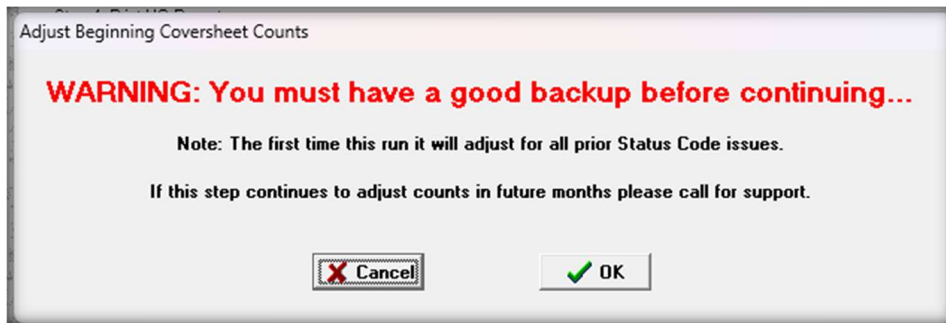 Adjust Beginning Coversheet Counts
WARNING: You must have a good backup before continuing...
Note: The first time this run it will adjust for all prior Status Code issues.
If this step continues to adjust counts in future months please call for support.
Cancel
OK